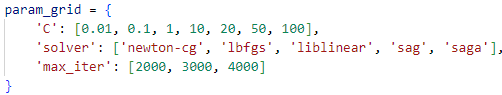 param_grid = {
    'C': [0.01, 0.1, 1, 10, 20, 50, 100],
    'solver': ['newton-cg', 'lbfgs', 'liblinear', 'sag', 'saga'],
    'max_iter': [2000, 3000, 4000]
}